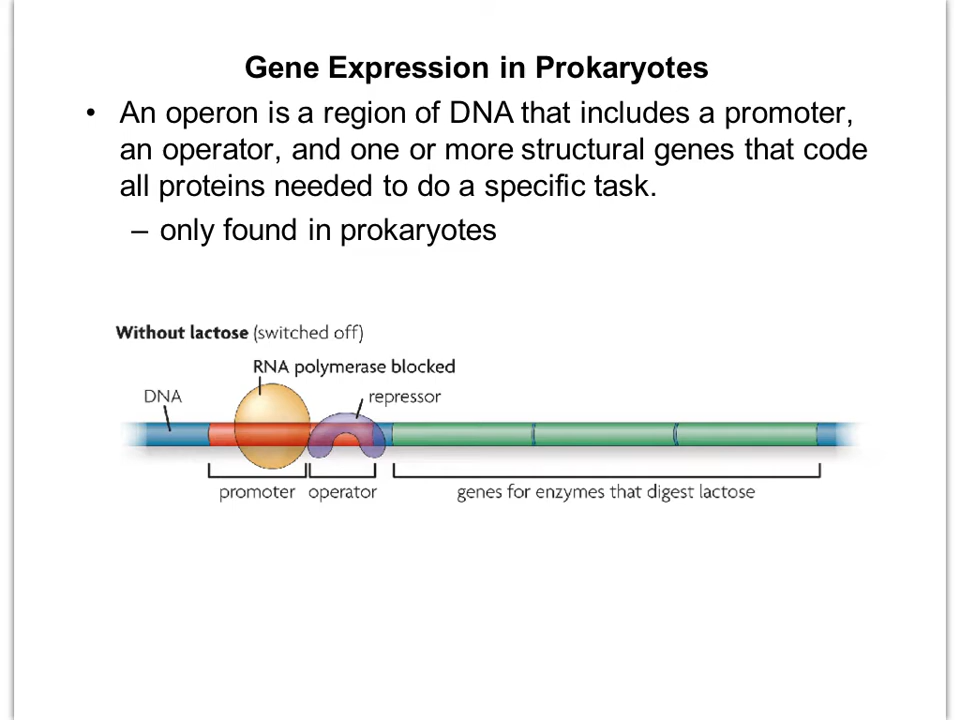 Gene Expression in Prokaryotes
• An operon is a region of DNA that includes a promoter,
an operator, and one or more structural genes that code
all proteins needed to do a specific task.
– only found in prokaryotes
Without lactose (switched off)
RNA polymerase blocked
DNA
repressor
promoter
operator
genes for enzymes that digest lactose